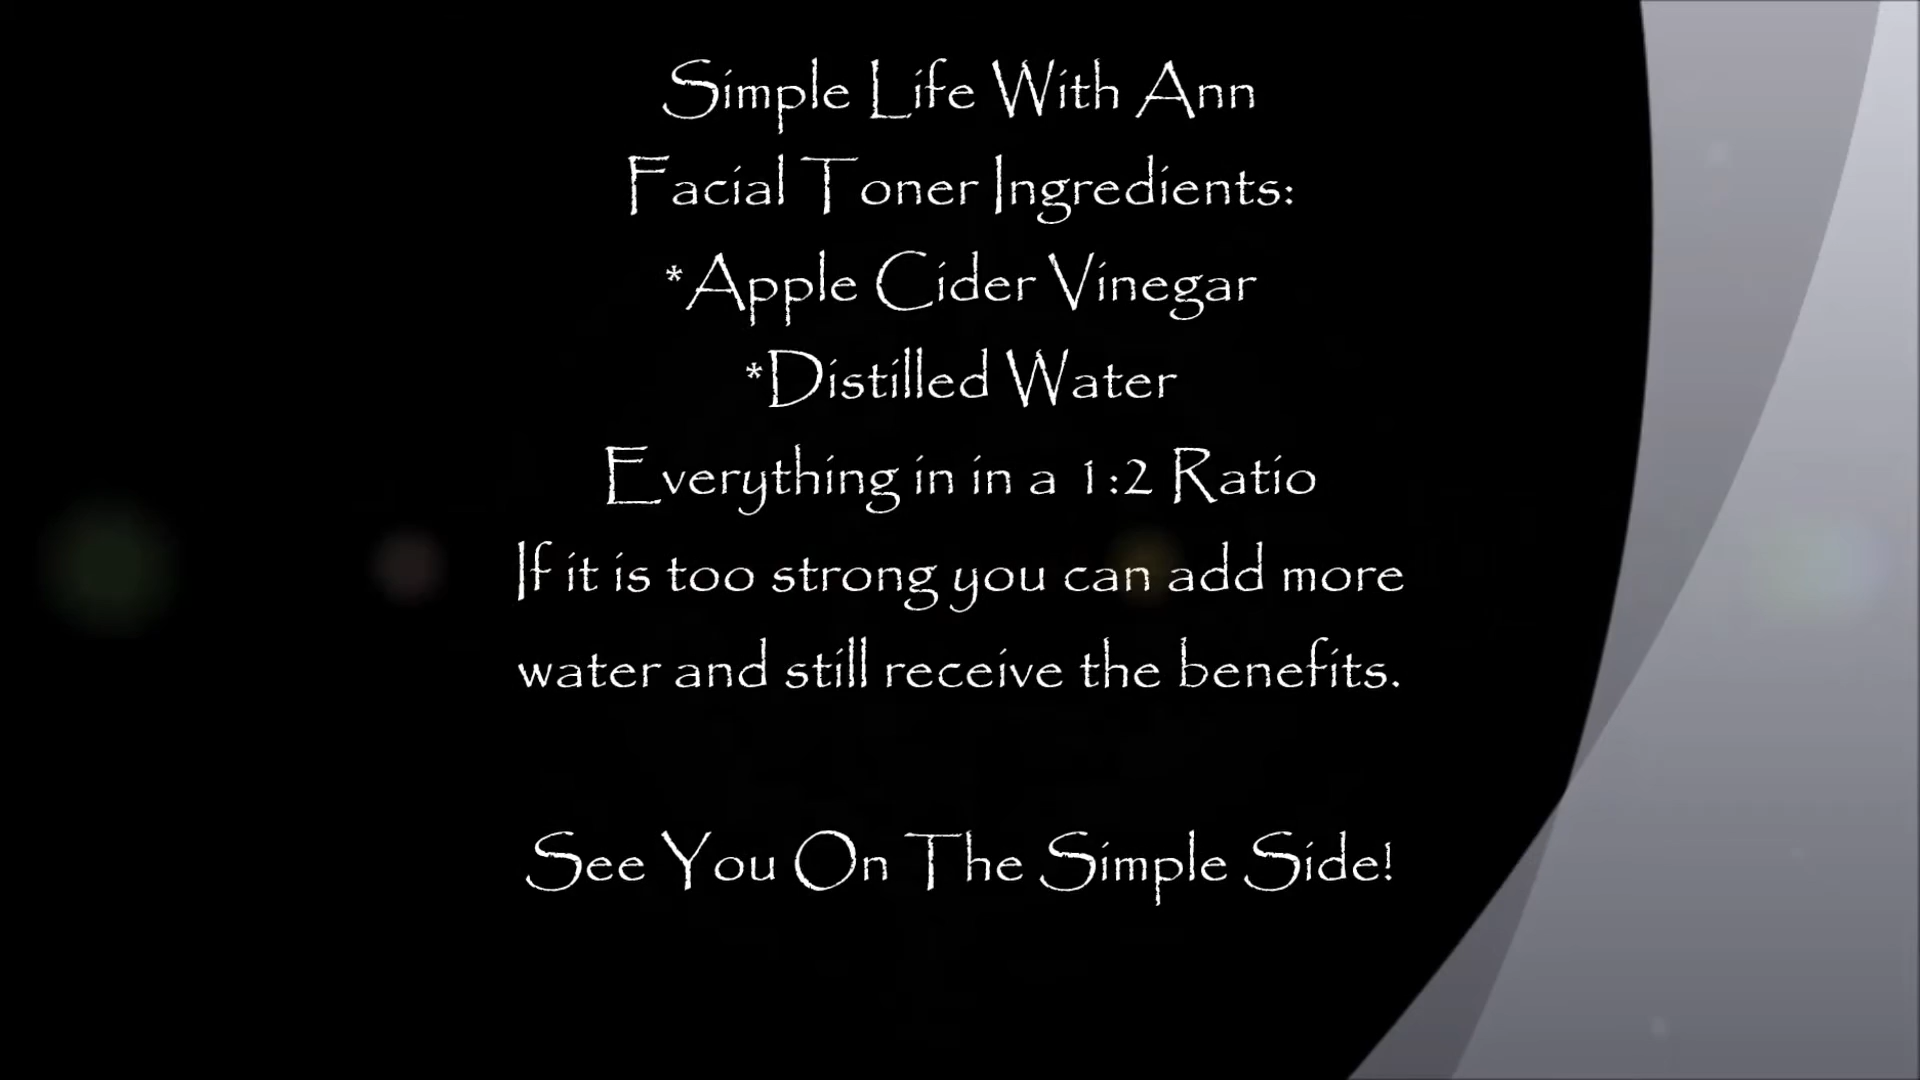 Simple Life With Ann
Facial Toner Ingredients:
*Apple Cider Vinegar
*Distilled Water
Everything in in a 1:2 Ratio
If it is too strong you can add more
water and still receive the benefits.
See You On The Simple Side!